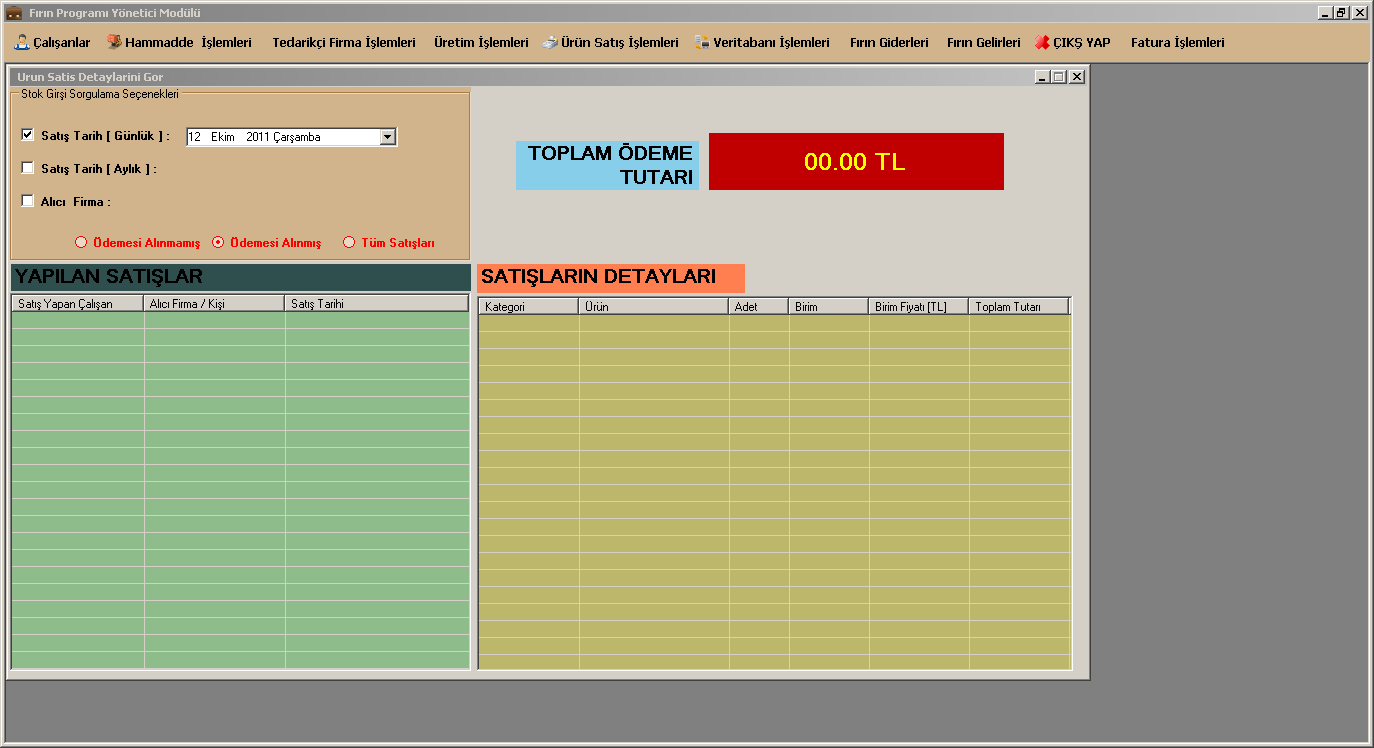 Fırın Programı Yönetici Modülü
Çalışanlar Hammadde İşlemleri Tedarikçi Firma İşlemleri Üretim İşlemleri Ürün Satış İşlemleri Veritabanı İşlemleri Fırın Giderleri Fırın Gelirleri ÇIKŞ YAP Fatura İşlemleri
Urun Satis Detaylarini Gor
Stok Girşi Sorgulama Seçenekleri
Satış Tarih [ Günlük ] : 12 Ekim 2011 Çarşamba
Satış Tarih [ Aylık ] :
Alıcı Firma :
Ödemesi Alınmamış Ödemesi Alınmış Tüm Satışları
TOPLAM ÖDEME
TUTARI
00.00 TL
YAPILAN SATIŞLAR
Satış Yapan Çalışan Alıcı Firma / Kişi Satış Tarihi
SATIŞLARIN DETAYLARI
Kategori Ürün Adet Birim Birim Fiyatı [TL] Toplam Tutarı